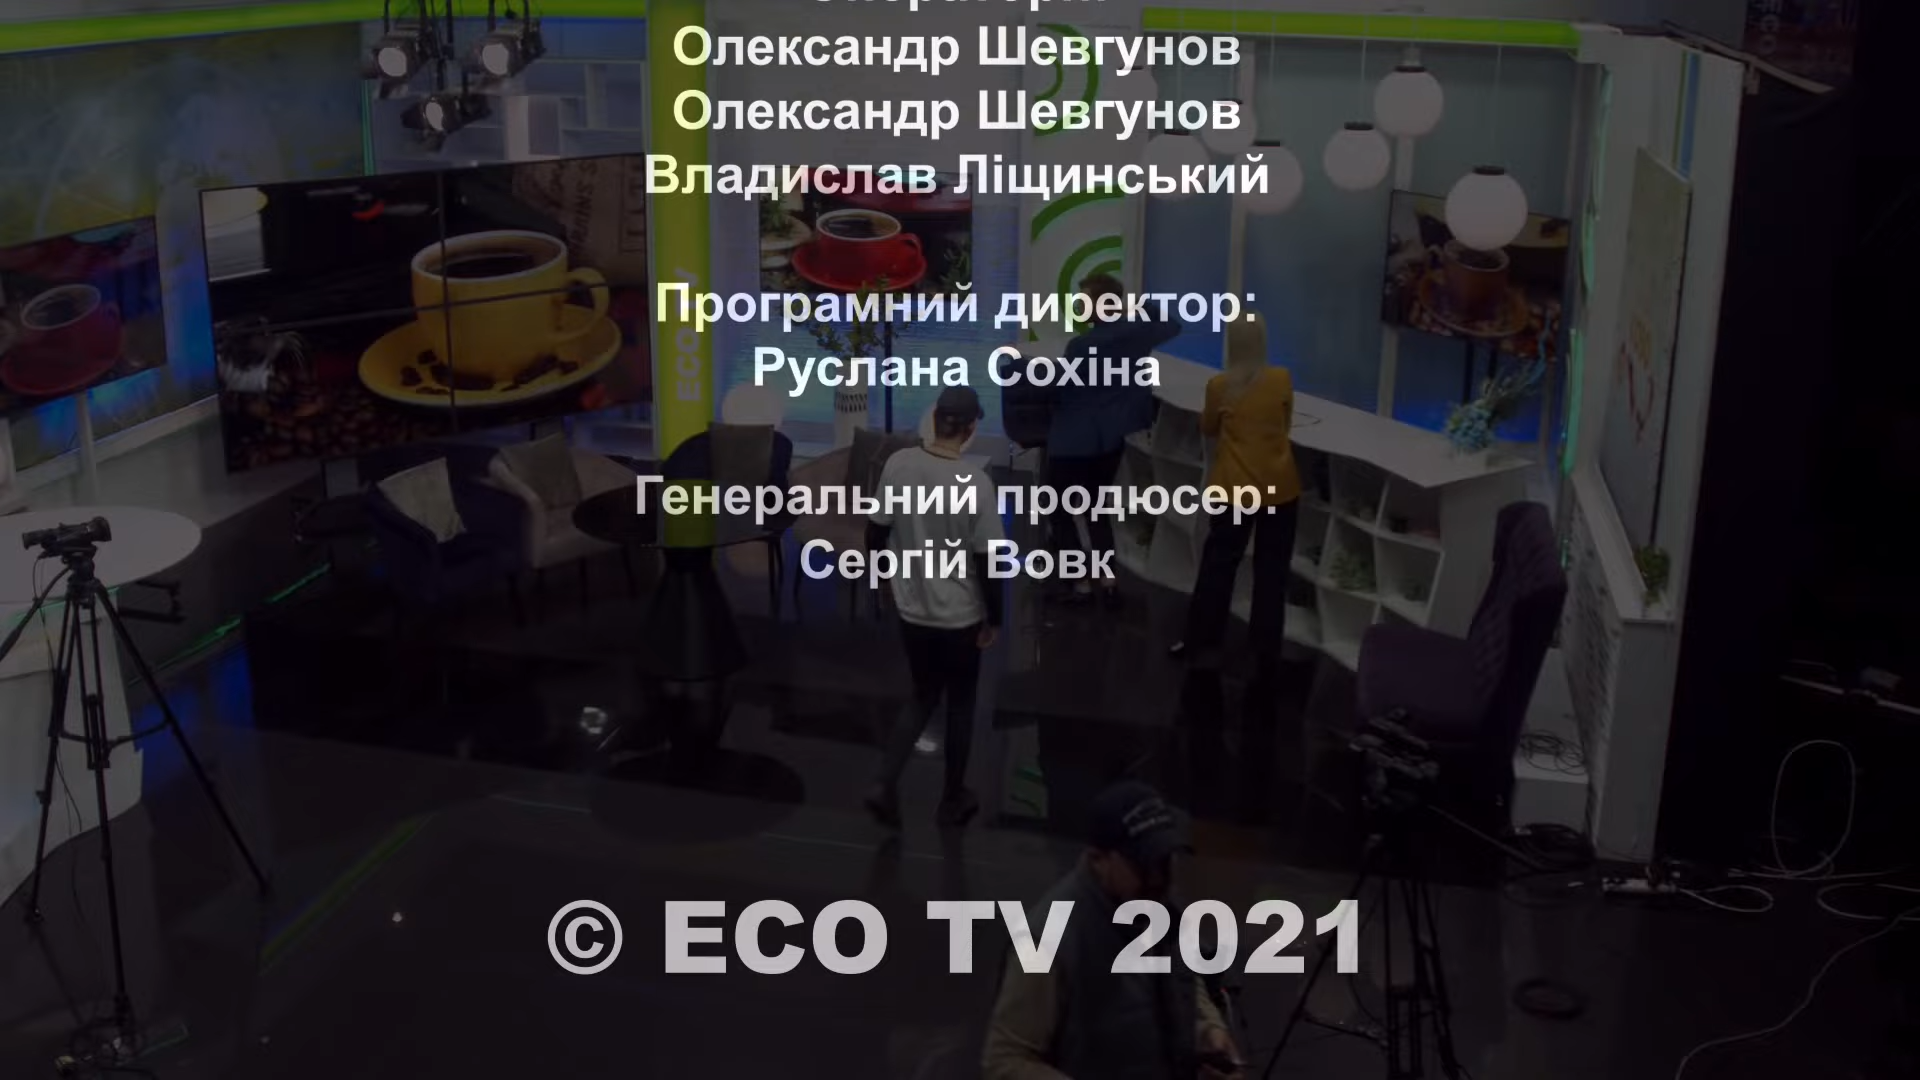 Олександр Шевгунов
Олександр Шевгунов
Владислав Ліщинський
Програмний директор:
Руслана Сохіна
Генеральний продюсер:
Сергій Вовк
© ECO TV 2021